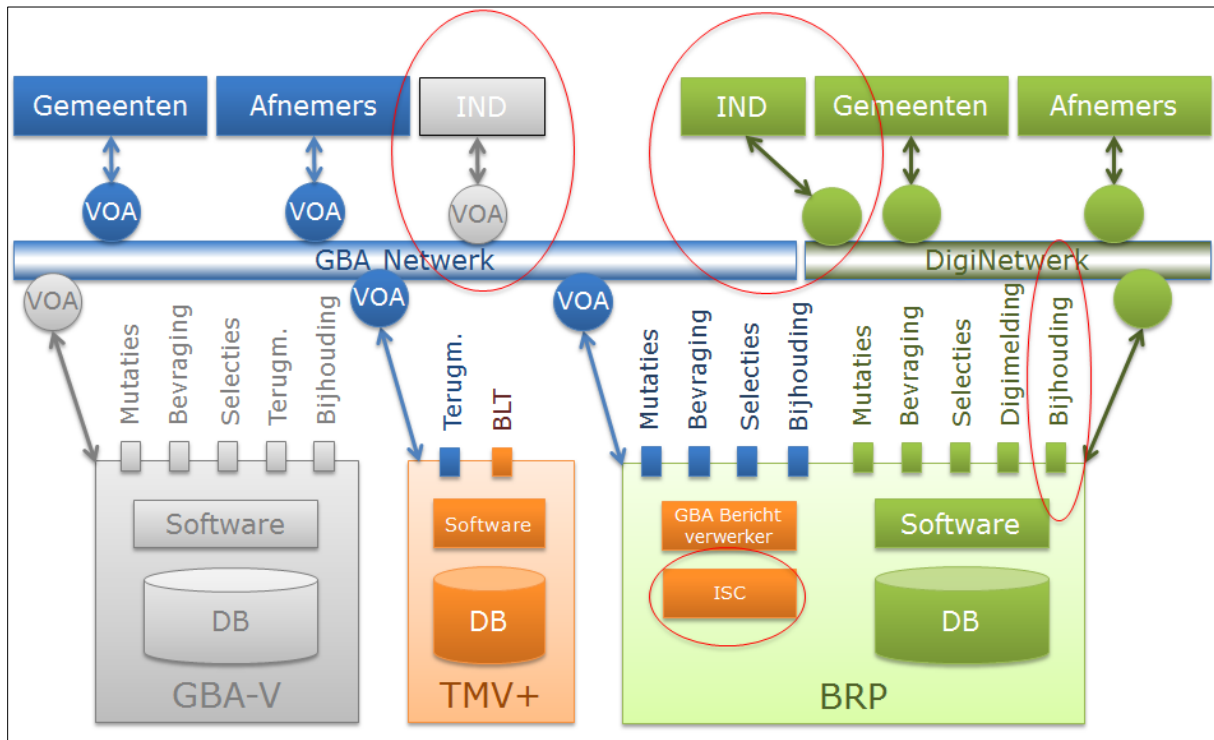 Gemeenten
Afnemers
IND
IND
Gemeenten
Afnemers
VOA
VOA
VOA
GBA Netwerk
DigiNetwerk
VOA
VOA
VOA
Mutaties
Bevraging
Selecties
Terugm.
Bijhouding
Terugm.
BLT
Mutaties
Bevraging
Selecties
Bijhouding
Mutaties
Bevraging
Selecties
Digimelding
Bijhouding
Software
DB
GBA-V
Software
DB
TMV+
GBA Bericht
verwerker
ISC
Software
DB
BRP